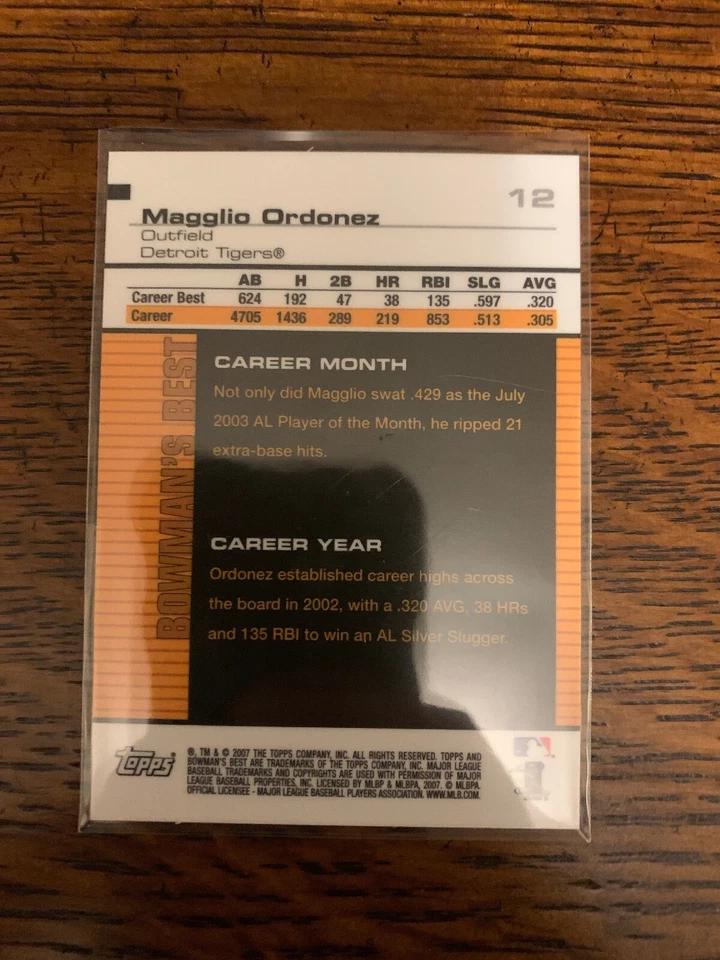 12
Magglio Ordonez
Outfield
Detroit Tigers®
AB H 2B HR RBI SLG AVG
Career Best 624 192 47 38 135 .597 .320
Career 4705 1436 289 219 853 .513 .305
BOWMAN'S BEST
CAREER MONTH
Not only did Magglio swat .429 as the July
2003 AL Player of the Month, he ripped 21
extra-base hits.
CAREER YEAR
Ordonez established career highs across
the board in 2002, with a .320 AVG, 38 HRs
and 135 RBI to win an AL Silver Slugger.
topps
®, TM & © 2007 THE TOPPS COMPANY, INC. ALL RIGHTS RESERVED. TOPPS AND
BOWMAN'S BEST ARE TRADEMARKS OF THE TOPPS COMPANY, INC. MAJOR LEAGUE
BASEBALL TRADEMARKS AND COPYRIGHTS ARE USED WITH PERMISSION OF MAJOR
LEAGUE BASEBALL PROPERTIES, INC. LICENSED BY MLBP & MLBPA, 2007. © MLBPA
OFFICIAL LICENSEE - MAJOR LEAGUE BASEBALL PLAYERS ASSOCIATION. WWW.MLB.COM.